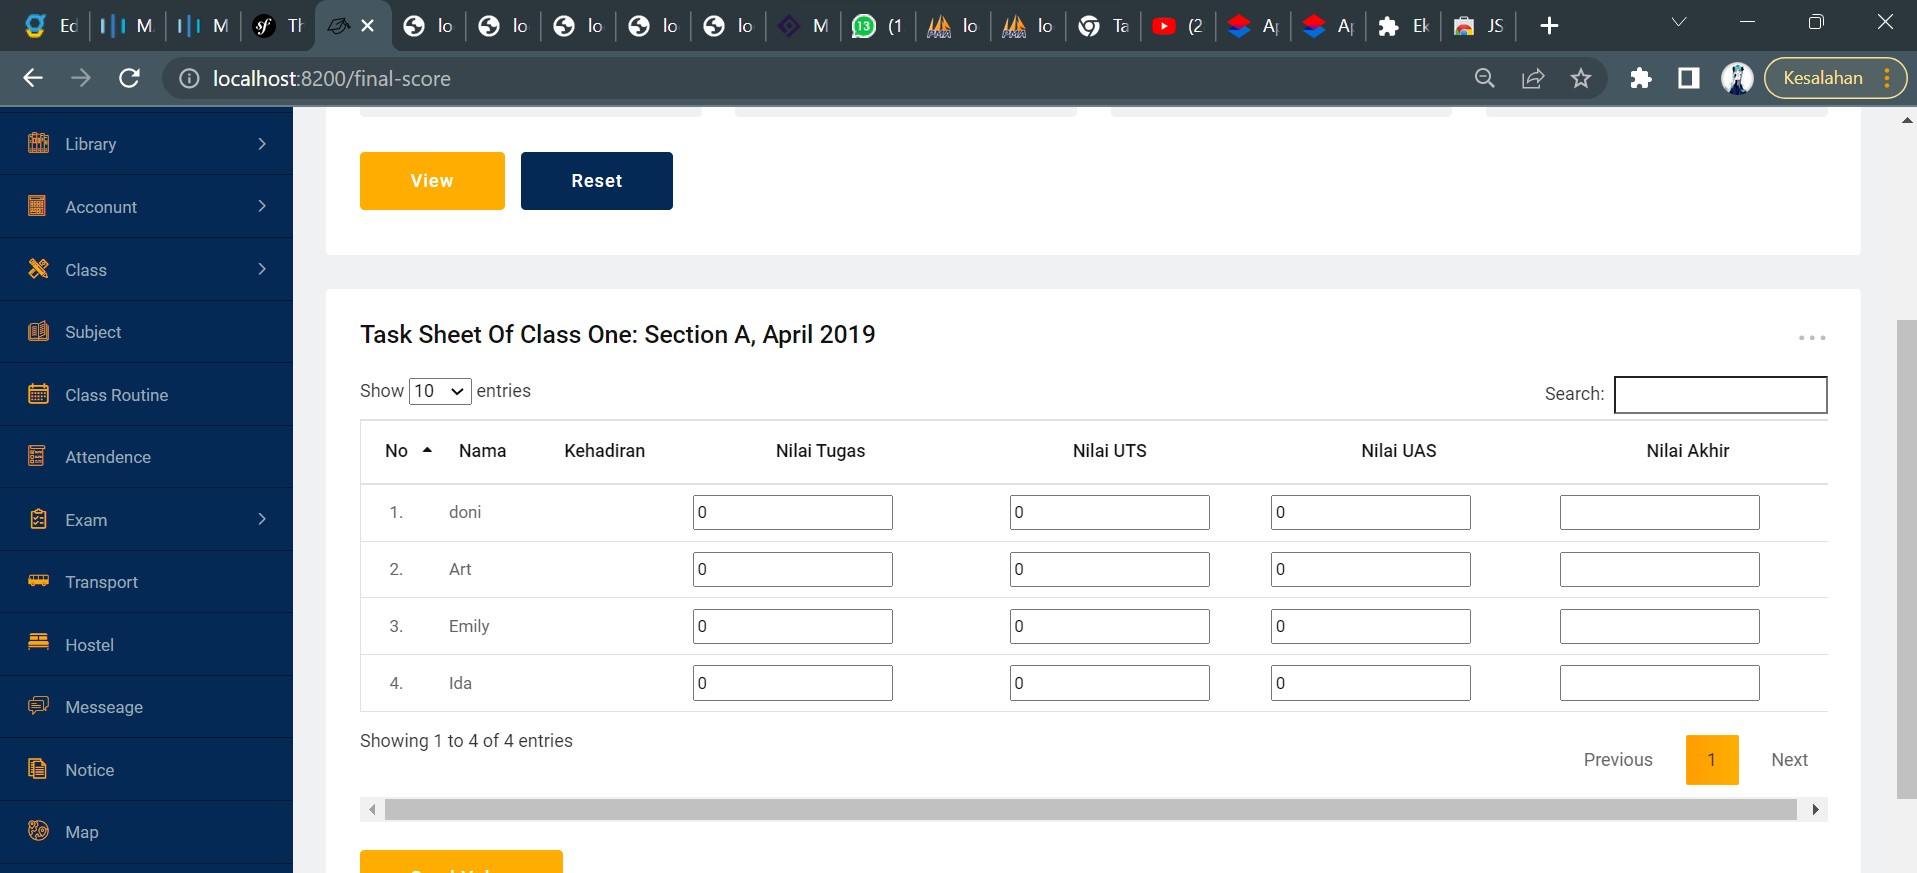 Ed M M Th lo lo lo lo lo M (1 lo lo Ta (2 Ap Ap Ek JS
localhost:8200/final-score Kesalahan
Library
Acconunt
Class
Subject
Class Routine
Attendence
Exam
Transport
Hostel
Messeage
Notice
Map
View Reset
Task Sheet Of Class One: Section A, April 2019
Show 10 entries Search:
No Nama Kehadiran Nilai Tugas Nilai UTS Nilai UAS Nilai Akhir
1. doni 0 0 0
2. Art 0 0 0
3. Emily 0 0 0
4. Ida 0 0 0
Showing 1 to 4 of 4 entries
Previous 1 Next